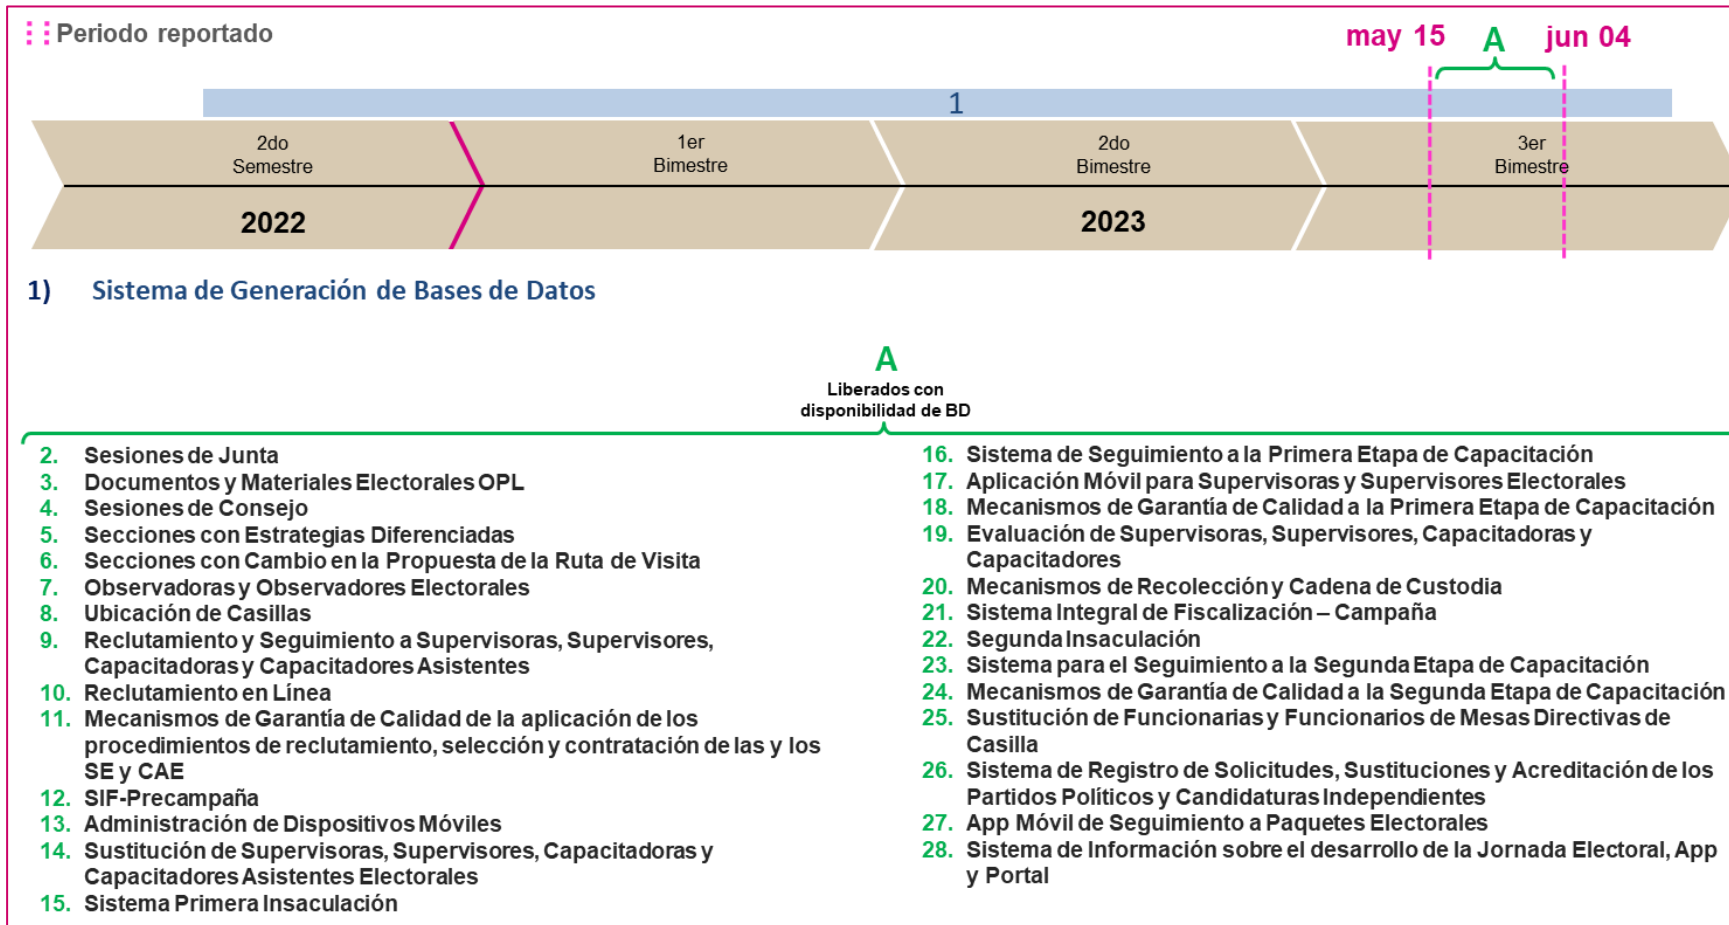 Periodo reportado
may 15
A
jun 04
1
2do
Semestre
1er
Bimestre
2do
Bimestre
3er
Bimestre
2022
2023
1) Sistema de Generación de Bases de Datos
A
Liberados con
disponibilidad de BD
2. Sesiones de Junta
3. Documentos y Materiales Electorales OPL
4. Sesiones de Consejo
5. Secciones con Estrategias Diferenciadas
6. Secciones con Cambio en la Propuesta de la Ruta de Visita
7. Observadoras y Observadores Electorales
8. Ubicación de Casillas
9. Reclutamiento y Seguimiento a Supervisoras, Supervisores,
Capacitadoras y Capacitadores Asistentes
10. Reclutamiento en Línea
11. Mecanismos de Garantía de Calidad de la aplicación de los
procedimientos de reclutamiento, selección y contratación de las y los
SE y CAE
12. SIF-Precampaña
13. Administración de Dispositivos Móviles
14. Sustitución de Supervisoras, Supervisores, Capacitadoras y
Capacitadores Asistentes Electorales
15. Sistema Primera Insaculación
16. Sistema de Seguimiento a la Primera Etapa de Capacitación
17. Aplicación Móvil para Supervisoras y Supervisores Electorales
18. Mecanismos de Garantía de Calidad a la Primera Etapa de Capacitación
19. Evaluación de Supervisoras, Supervisores, Capacitadoras y
Capacitadores
20. Mecanismos de Recolección y Cadena de Custodia
21. Sistema Integral de Fiscalización – Campaña
22. Segunda Insaculación
23. Sistema para el Seguimiento a la Segunda Etapa de Capacitación
24. Mecanismos de Garantía de Calidad a la Segunda Etapa de Capacitación
25. Sustitución de Funcionarias y Funcionarios de Mesas Directivas de
Casilla
26. Sistema de Registro de Solicitudes, Sustituciones y Acreditación de los
Partidos Políticos y Candidaturas Independientes
27. App Móvil de Seguimiento a Paquetes Electorales
28. Sistema de Información sobre el desarrollo de la Jornada Electoral, App
y Portal